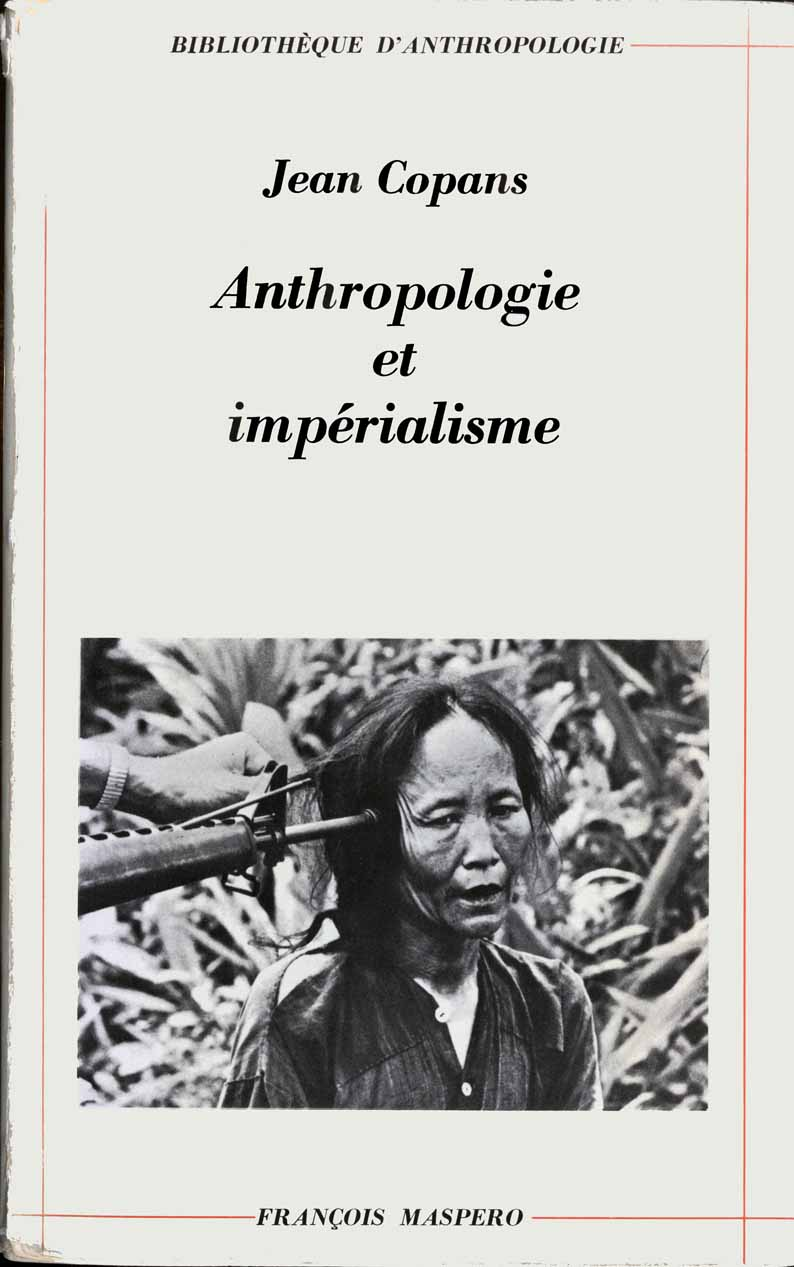 BIBLIOTHÈQUE D'ANTHROPOLOGIE
Jean Copans
Anthropologie
et
impérialisme
FRANÇOIS MASPERO